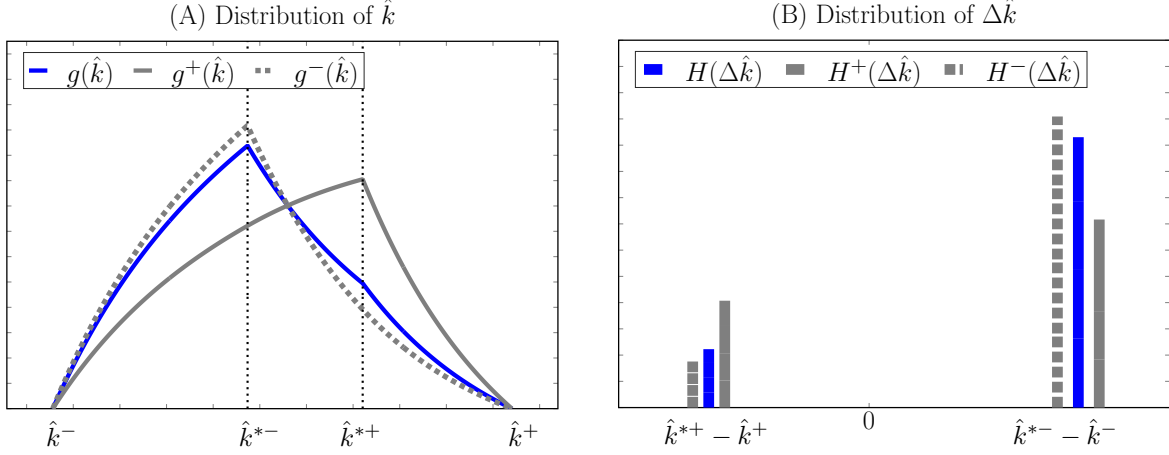 (A) Distribution of k̂
g(k̂) g⁺(k̂) g⁻(k̂)
k̂⁻ k̂*⁻ k̂*⁺ k̂⁺
(B) Distribution of Δk̂
H(Δk̂) H⁺(Δk̂) H⁻(Δk̂)
k̂*⁺ − k̂⁺ 0 k̂*⁻ − k̂⁻